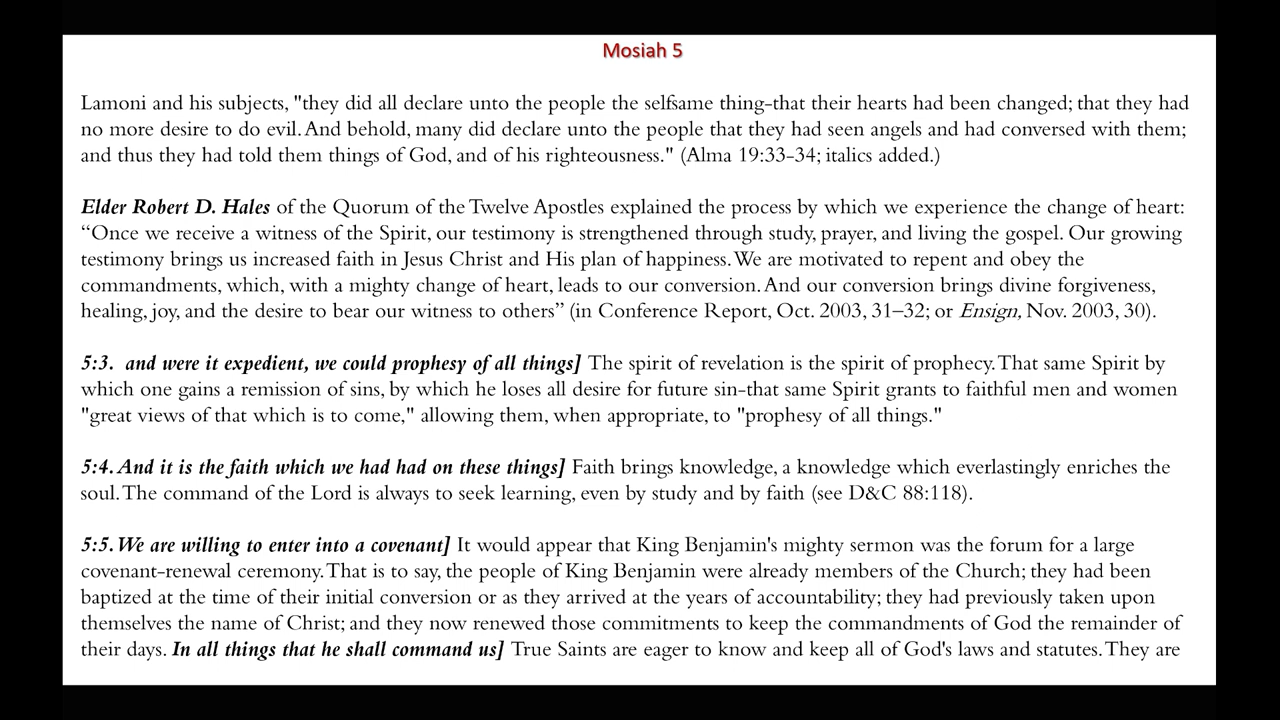 Mosiah 5
Lamoni and his subjects, "they did all declare unto the people the selfsame thing-that their hearts had been changed; that they had
no more desire to do evil. And behold, many did declare unto the people that they had seen angels and had conversed with them;
and thus they had told them things of God, and of his righteousness." (Alma 19:33-34; italics added.)
Elder Robert D. Hales of the Quorum of the Twelve Apostles explained the process by which we experience the change of heart:
“Once we receive a witness of the Spirit, our testimony is strengthened through study, prayer, and living the gospel. Our growing
testimony brings us increased faith in Jesus Christ and His plan of happiness. We are motivated to repent and obey the
commandments, which, with a mighty change of heart, leads to our conversion. And our conversion brings divine forgiveness,
healing, joy, and the desire to bear our witness to others” (in Conference Report, Oct. 2003, 31–32; or Ensign, Nov. 2003, 30).
5:3.  and were it expedient, we could prophesy of all things] The spirit of revelation is the spirit of prophecy. That same Spirit by
which one gains a remission of sins, by which he loses all desire for future sin-that same Spirit grants to faithful men and women
"great views of that which is to come," allowing them, when appropriate, to "prophesy of all things."
5:4. And it is the faith which we had had on these things] Faith brings knowledge, a knowledge which everlastingly enriches the
soul. The command of the Lord is always to seek learning, even by study and by faith (see D&C 88:118).
5:5. We are willing to enter into a covenant] It would appear that King Benjamin's mighty sermon was the forum for a large
covenant-renewal ceremony. That is to say, the people of King Benjamin were already members of the Church; they had been
baptized at the time of their initial conversion or as they arrived at the years of accountability; they had previously taken upon
themselves the name of Christ; and they now renewed those commitments to keep the commandments of God the remainder of
their days. In all things that he shall command us] True Saints are eager to know and keep all of God's laws and statutes. They are